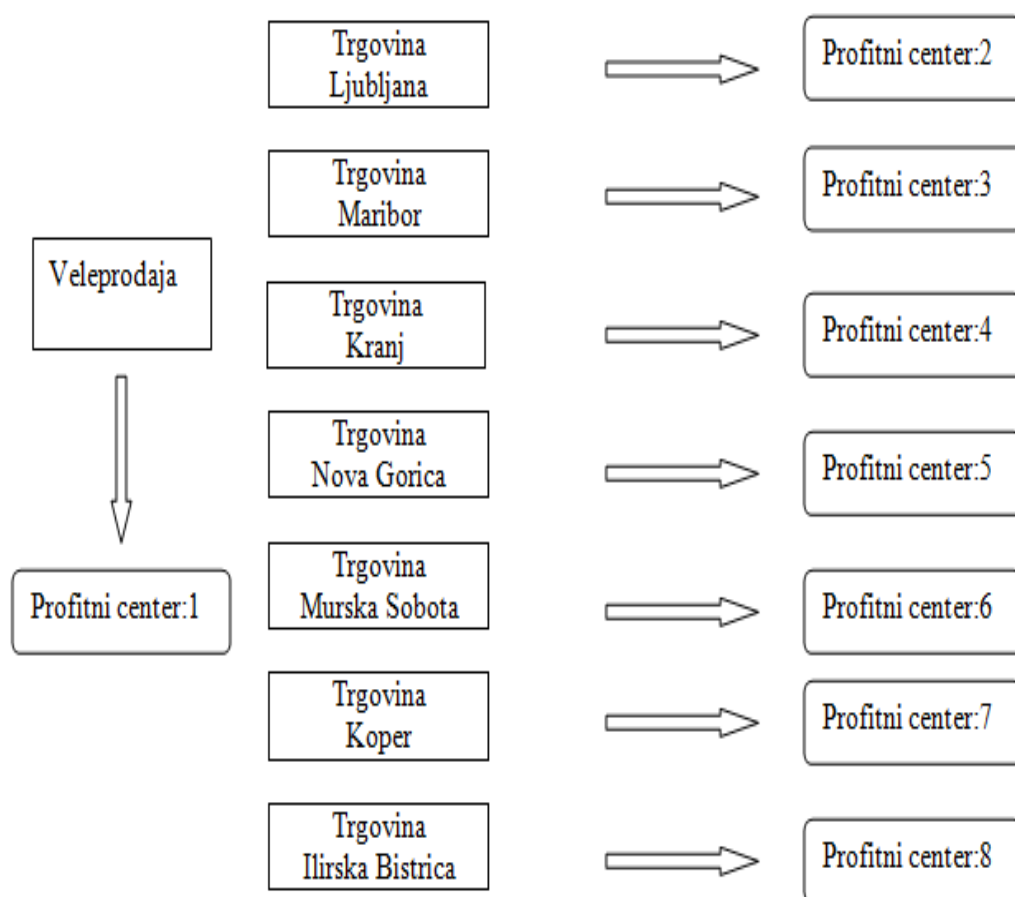 Trgovina
Ljubljana
Profitni center:2
Trgovina
Maribor
Profitni center:3
Veleprodaja
Trgovina
Kranj
Profitni center:4
Trgovina
Nova Gorica
Profitni center:5
Profitni center:1
Trgovina
Murska Sobota
Profitni center:6
Trgovina
Koper
Profitni center:7
Trgovina
Ilirska Bistrica
Profitni center:8